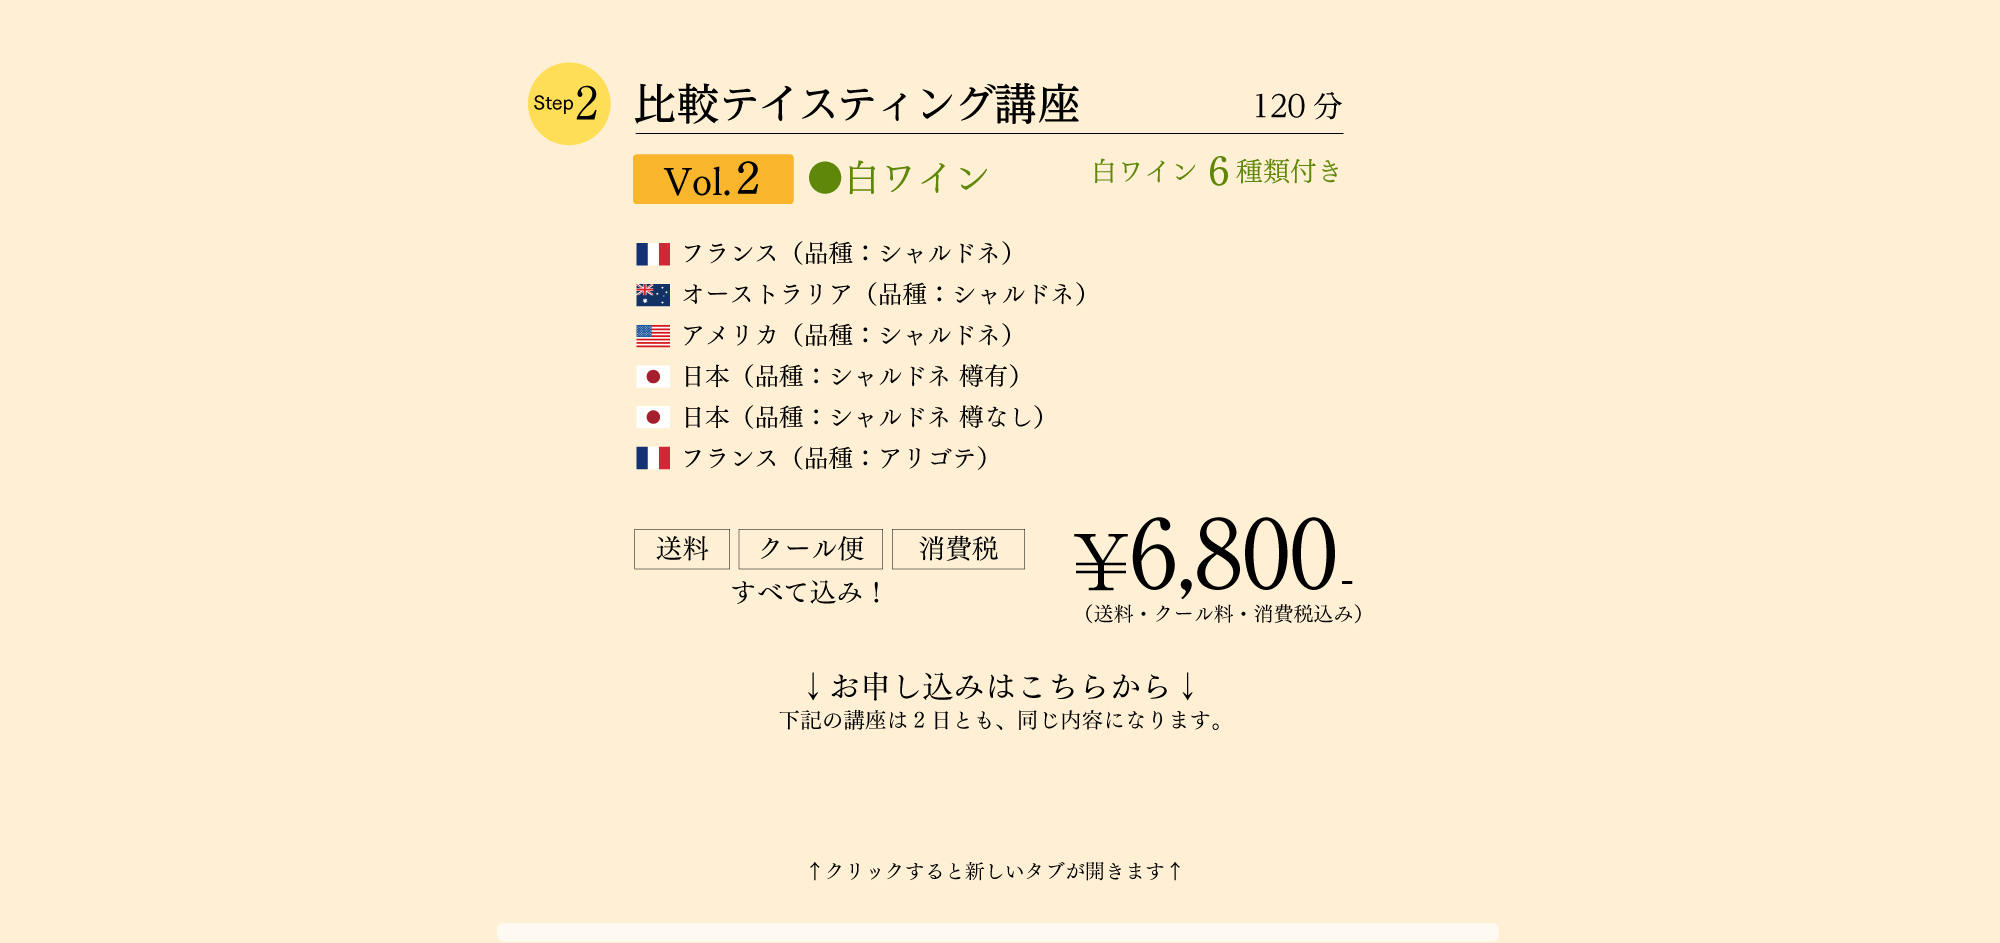 Step2 比較テイスティング講座 120 分
Vol.2 ●白ワイン 白ワイン 6 種類付き
フランス（品種：シャルドネ）
オーストラリア（品種：シャルドネ）
アメリカ（品種：シャルドネ）
日本（品種：シャルドネ 樽有）
日本（品種：シャルドネ 樽なし）
フランス（品種：アリゴテ）
送料 クール便 消費税
すべて込み！
¥6,800-
（送料・クール料・消費税込み）
↓お申し込みはこちらから↓
下記の講座は２日とも、同じ内容になります。
↑クリックすると新しいタブが開きます↑